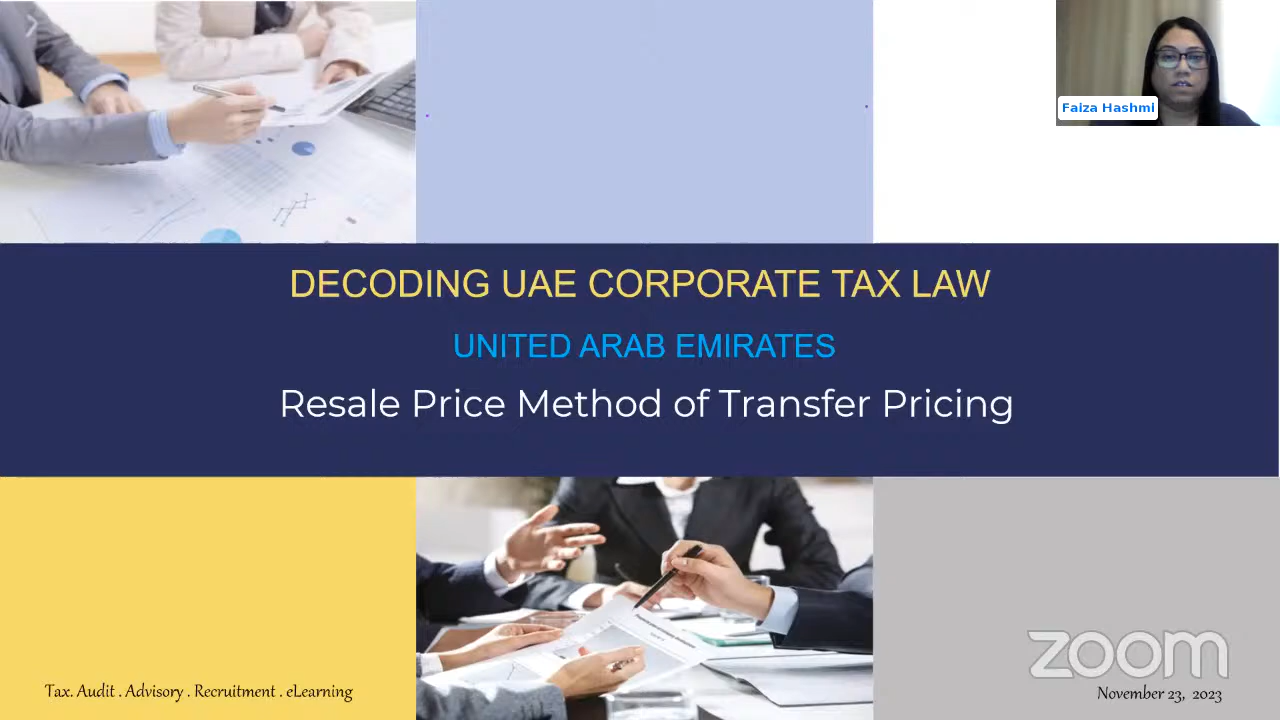 Faiza Hashmi
DECODING UAE CORPORATE TAX LAW
UNITED ARAB EMIRATES
Resale Price Method of Transfer Pricing
zoom
Tax. Audit . Advisory . Recruitment . eLearning
November 23, 2023